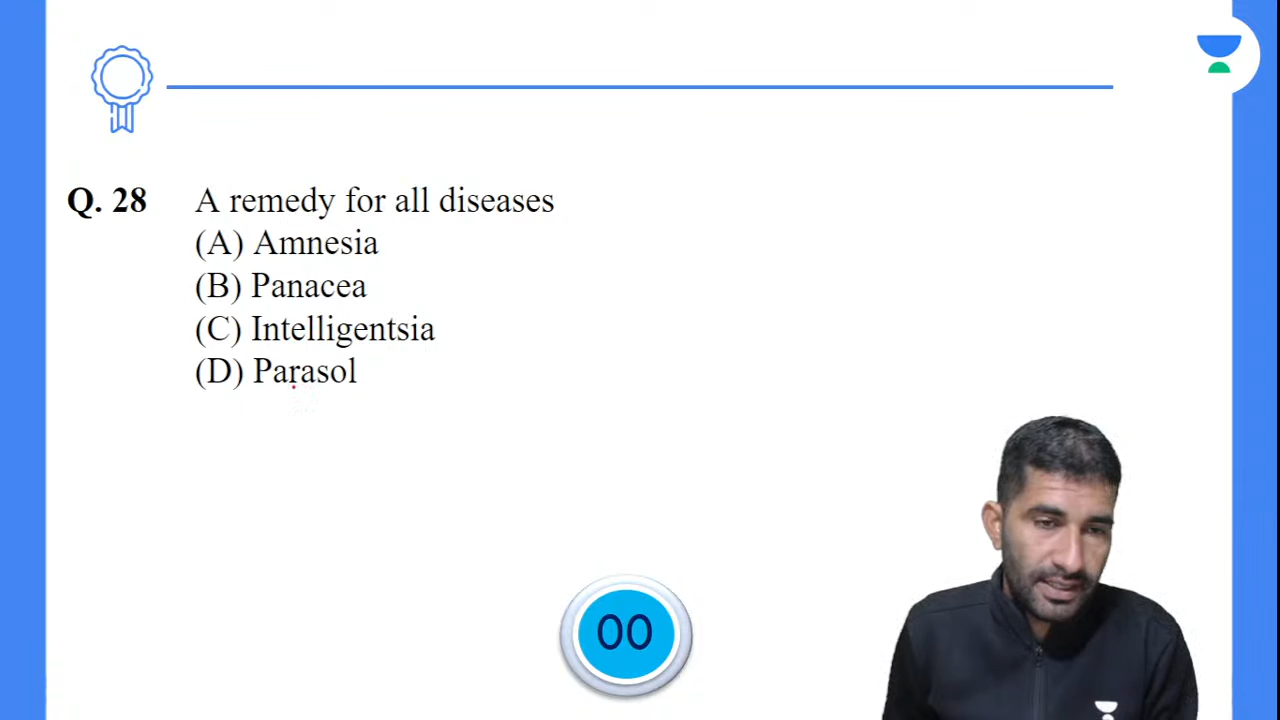 Q. 28 A remedy for all diseases
(A) Amnesia
(B) Panacea
(C) Intelligentsia
(D) Parasol
00